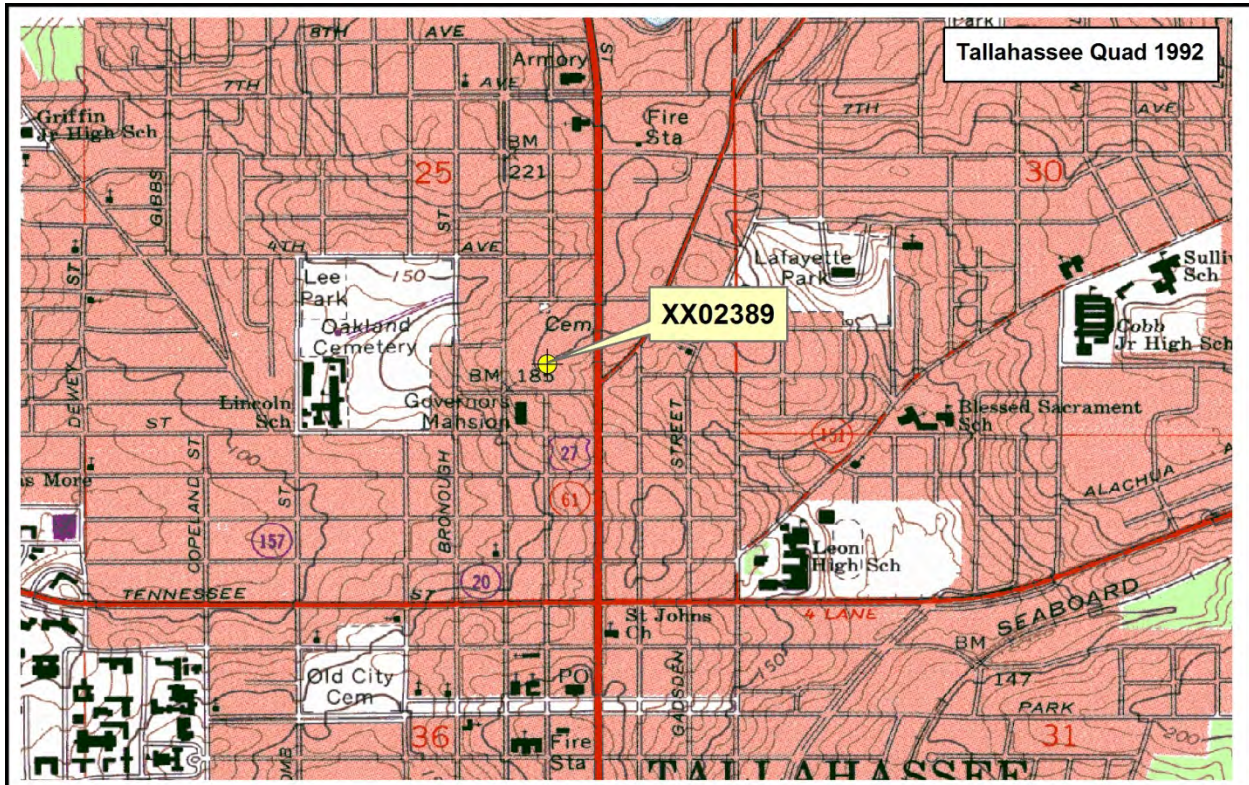 8TH AVE
ST
Park
Tallahassee Quad 1992
Armory
7TH AVE
7TH AVE
Griffin
Jr High Sch
Fire
Sta
BM
221
25
30
GIBBS
ST
4TH AVE
Lafayette
Park
Lee
Park
150
ST
Oakland
Cemetery
Cem
XX02389
Cobb
Jr High Sch
BM 185
DEWEY
Lincoln
Sch
Governors
Mansion
ST
STREET
Blessed Sacrament
Sch
151
27
100
COPELAND ST
ST
BRONOUGH
61
ALACHUA
157
Leon
High Sch
20
TENNESSEE ST
4 LANE
SEABOARD
St Johns
Ch
BM
147
Old City
Cem
PO
GADSDEN
150
PARK
200
36
31
Fire
Sta
TALLAHASSEE